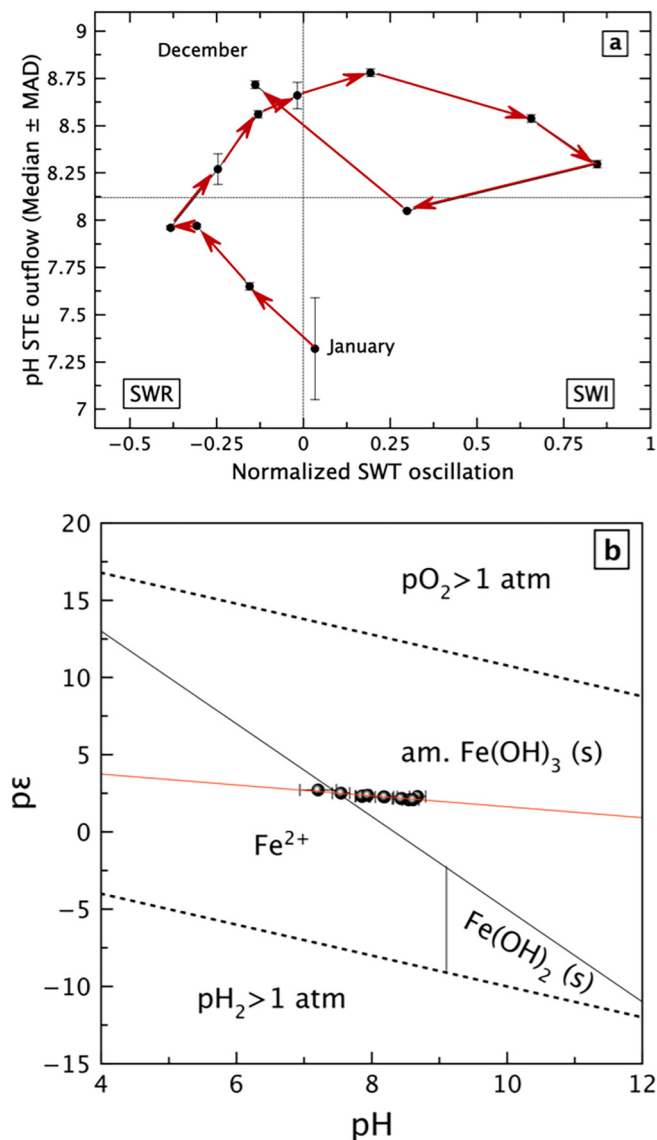 a
December
January
SWR
SWI
9
8.75
8.5
8.25
8
7.75
7.5
7.25
7
pH STE outflow (Median ± MAD)
-0.5
-0.25
0
0.25
0.5
0.75
1
Normalized SWT oscillation
b
pO₂>1 atm
am. Fe(OH)₃ (s)
Fe²⁺
Fe(OH)₂ (s)
pH₂>1 atm
20
15
10
5
0
−5
−10
−15
pε
4
6
8
10
12
pH